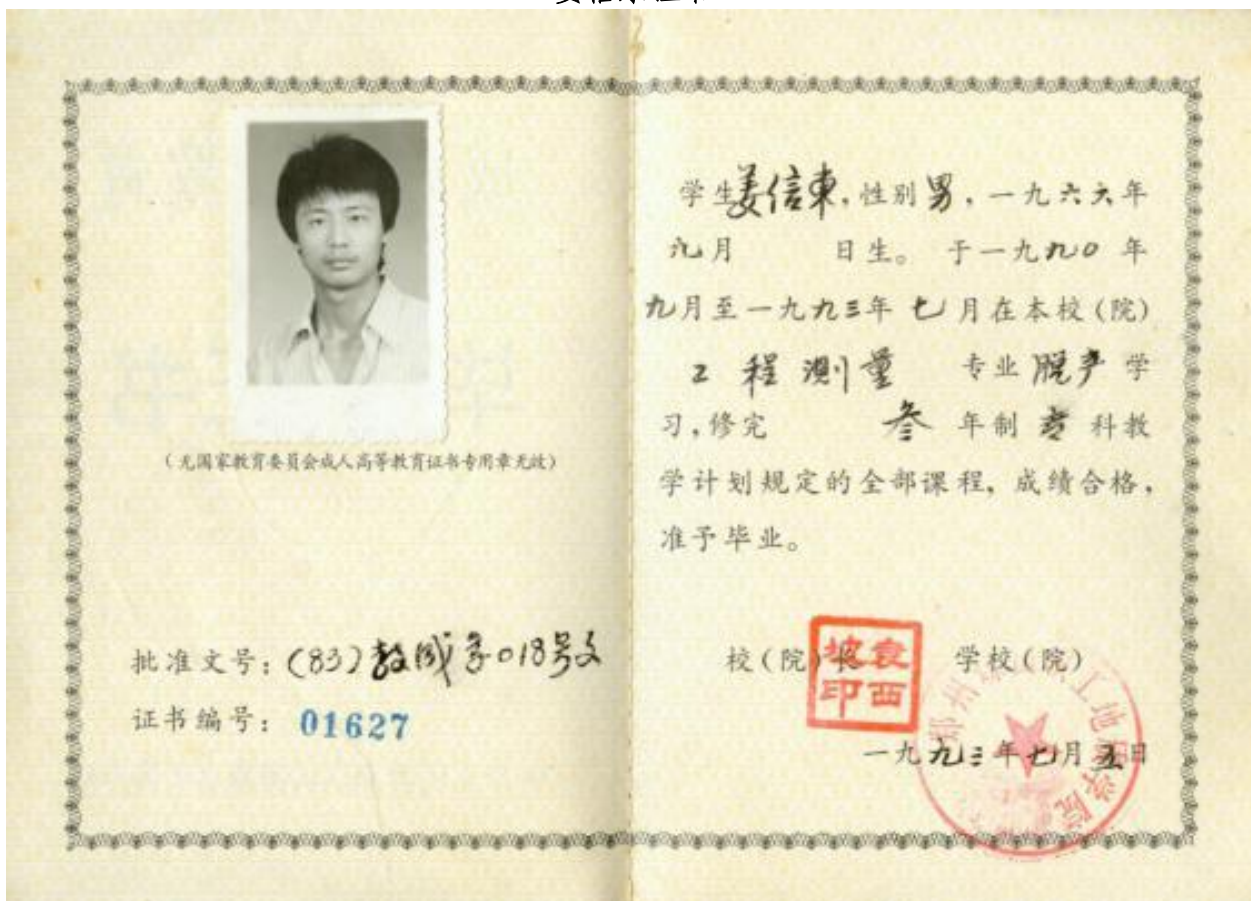 （无国家教育委员会成人高等教育证书专用章无效）
批准文号：(83)教成字018号文
证书编号：01627
学生姜信東，性别男，一九六六年
九月 日生。于一九九0年
九月至一九九三年七月在本校(院)
工程测量 专业脱产学
习，修完 叁 年制专科教
学计划规定的全部课程，成绩合格，
准予毕业。
校(院)长 学校(院)
袁西坡印
一九九三年七月五日